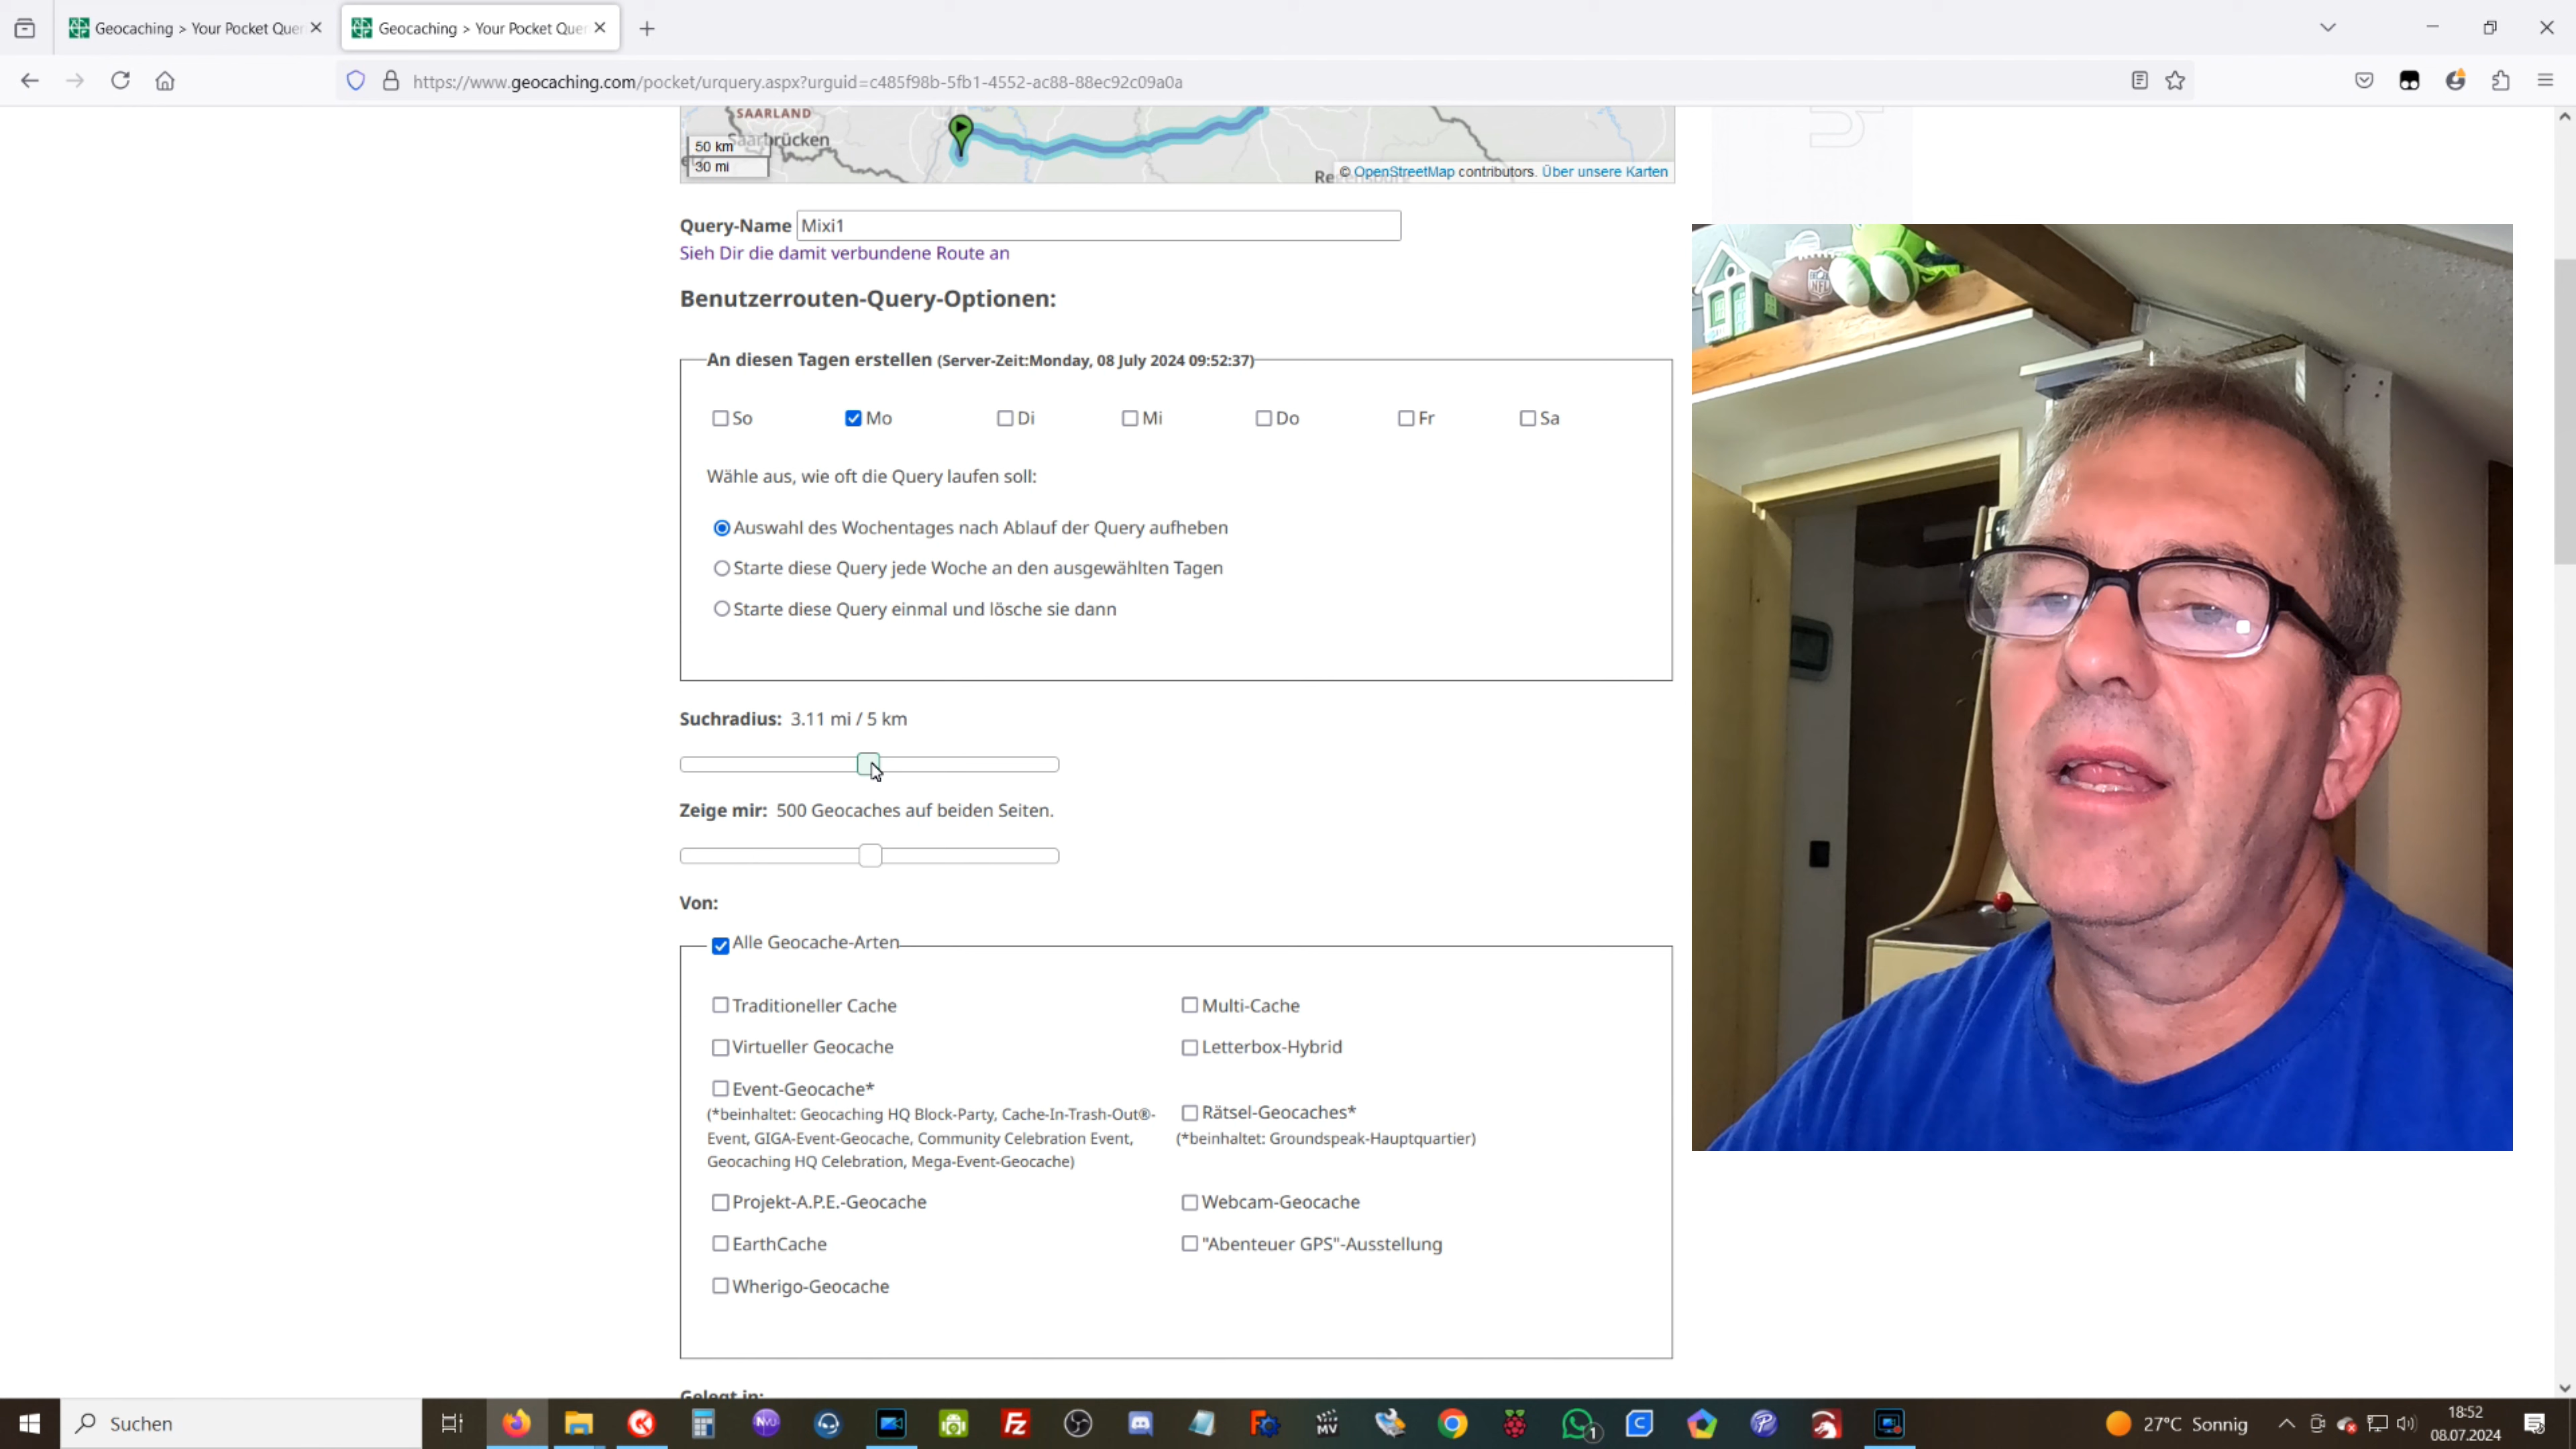 Geocaching > Your Pocket Quer
Geocaching > Your Pocket Quer
https://www.geocaching.com/pocket/urquery.aspx?urguid=c485f98b-5fb1-4552-ac88-88ec92c09a0a
SAARLAND
Saarbrücken
50 km
30 mi
© OpenStreetMap contributors. Über unsere Karten
Query-Name Mixi1
Sieh Dir die damit verbundene Route an
Benutzerrouten-Query-Optionen:
NFL
An diesen Tagen erstellen (Server-Zeit:Monday, 08 July 2024 09:52:37)
So Mo Di Mi Do Fr Sa
Wähle aus, wie oft die Query laufen soll:
Auswahl des Wochentages nach Ablauf der Query aufheben
Starte diese Query jede Woche an den ausgewählten Tagen
Starte diese Query einmal und lösche sie dann
Suchradius: 3.11 mi / 5 km
Zeige mir: 500 Geocaches auf beiden Seiten.
Von:
Alle Geocache-Arten
Traditioneller Cache
Multi-Cache
Virtueller Geocache
Letterbox-Hybrid
Event-Geocache*
(*beinhaltet: Geocaching HQ Block-Party, Cache-In-Trash-Out®-
Event, GIGA-Event-Geocache, Community Celebration Event,
Geocaching HQ Celebration, Mega-Event-Geocache)
Rätsel-Geocaches*
(*beinhaltet: Groundspeak-Hauptquartier)
Projekt-A.P.E.-Geocache
Webcam-Geocache
EarthCache
"Abenteuer GPS"-Ausstellung
Wherigo-Geocache
Gelegt in:
Suchen
NVU
FZ
MV
1
27°C Sonnig
18:52
08.07.2024